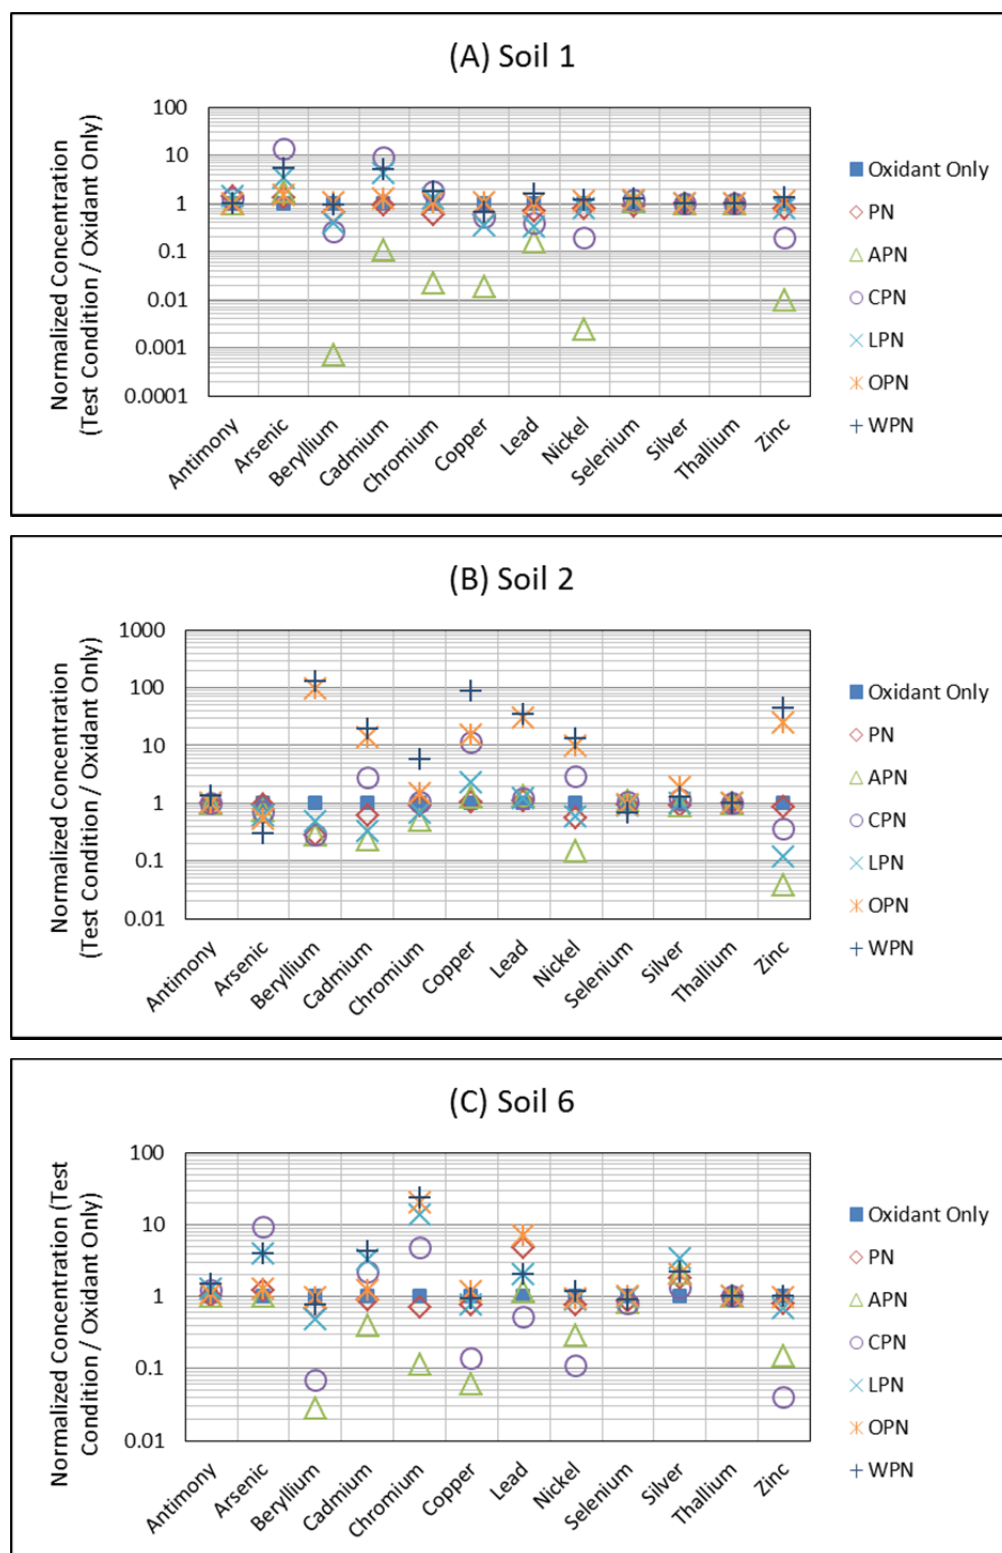 (A) Soil 1
Normalized Concentration
(Test Condition / Oxidant Only)
100
10
1
0.1
0.01
0.001
0.0001
Antimony
Arsenic
Beryllium
Cadmium
Chromium
Copper
Lead
Nickel
Selenium
Silver
Thallium
Zinc
Oxidant Only
PN
APN
CPN
LPN
OPN
WPN
(B) Soil 2
Normalized Concentration
(Test Condition / Oxidant Only)
1000
100
10
1
0.1
0.01
Antimony
Arsenic
Beryllium
Cadmium
Chromium
Copper
Lead
Nickel
Selenium
Silver
Thallium
Zinc
Oxidant Only
PN
APN
CPN
LPN
OPN
WPN
(C) Soil 6
Normalized Concentration (Test
Condition / Oxidant Only)
100
10
1
0.1
0.01
Antimony
Arsenic
Beryllium
Cadmium
Chromium
Copper
Lead
Nickel
Selenium
Silver
Thallium
Zinc
Oxidant Only
PN
APN
CPN
LPN
OPN
WPN